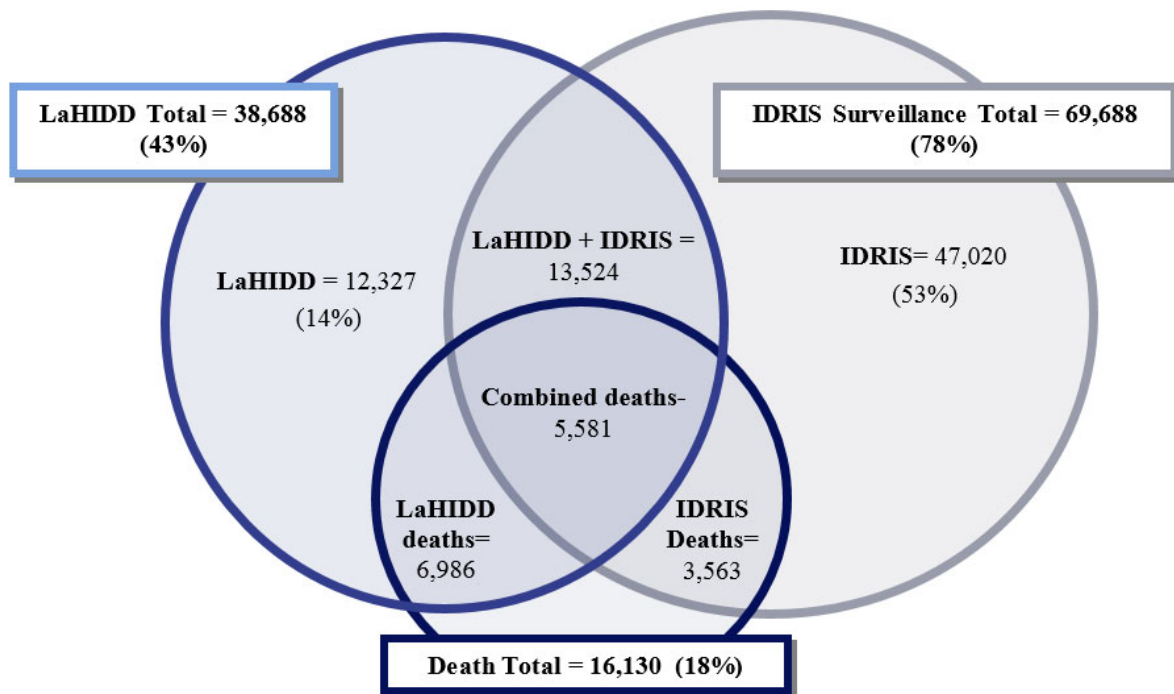 LaHIDD Total = 38,688
(43%)
IDRIS Surveillance Total = 69,688
(78%)
LaHIDD + IDRIS =
13,524
LaHIDD = 12,327
(14%)
IDRIS= 47,020
(53%)
Combined deaths-
5,581
LaHIDD
deaths=
6,986
IDRIS
Deaths=
3,563
Death Total = 16,130 (18%)